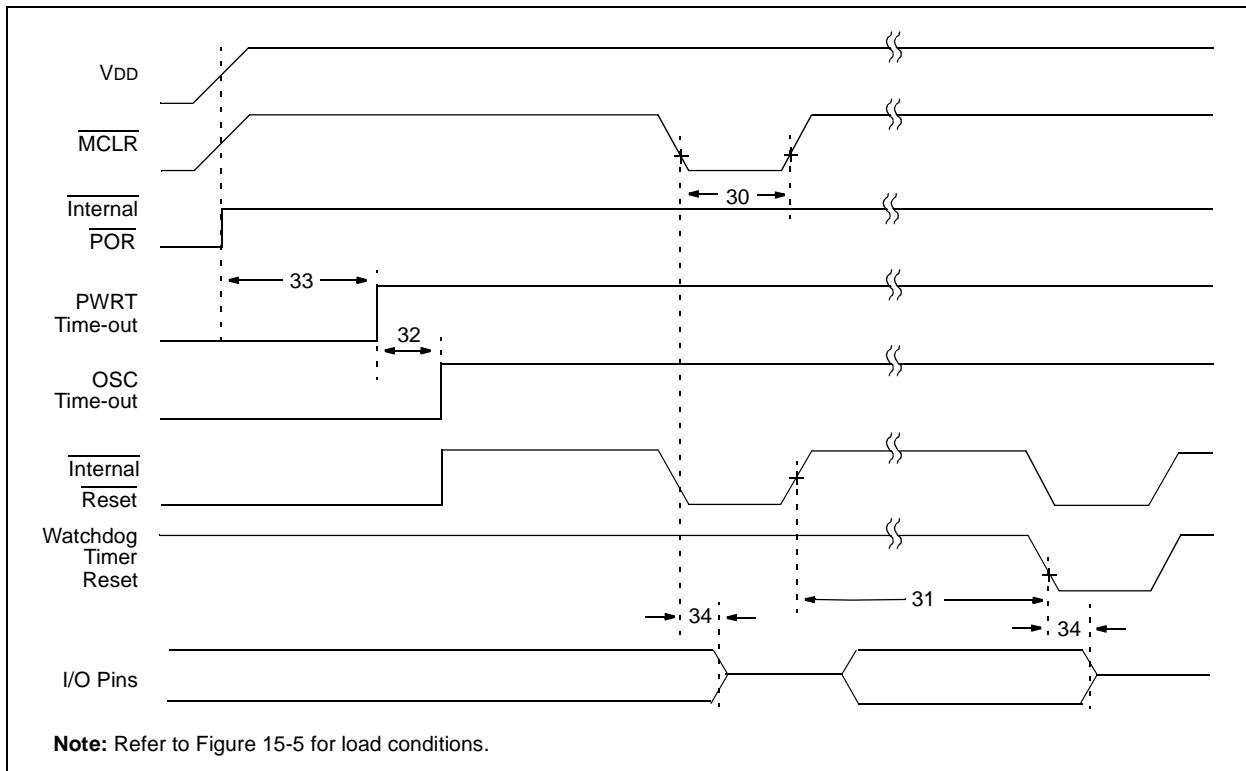 VDD
MCLR
30
Internal
POR
33
PWRT
Time-out
32
OSC
Time-out
Internal
Reset
Watchdog
Timer
Reset
31
34
34
I/O Pins
Note: Refer to Figure 15-5 for load conditions.